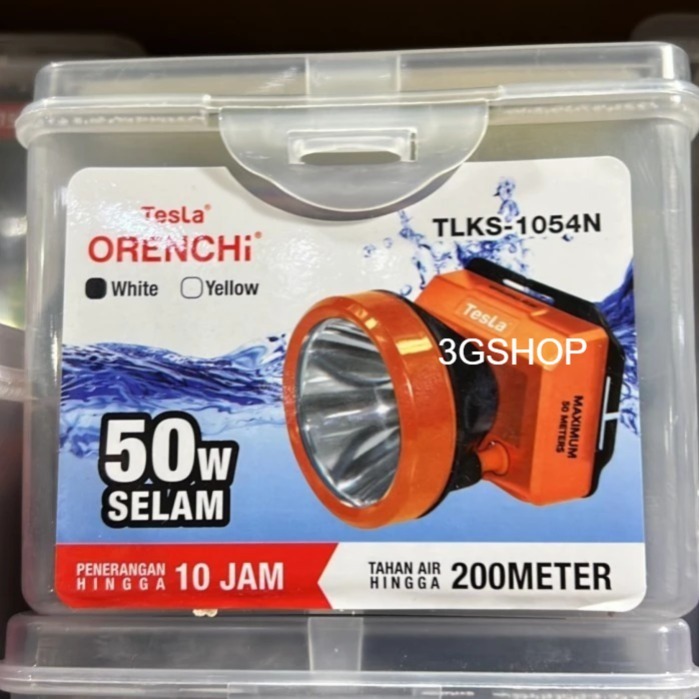 Tesla®
ORENCHi®
White Yellow
TLKS-1054N
Tesla
3GSHOP
MAXIMUM
50 METERS
50W
SELAM
PENERANGAN
HINGGA 10 JAM
TAHAN AIR
HINGGA 200METER